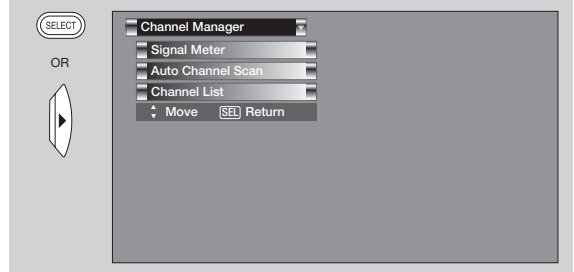 SELECT
OR
Channel Manager
Signal Meter
Auto Channel Scan
Channel List
Move SEL Return